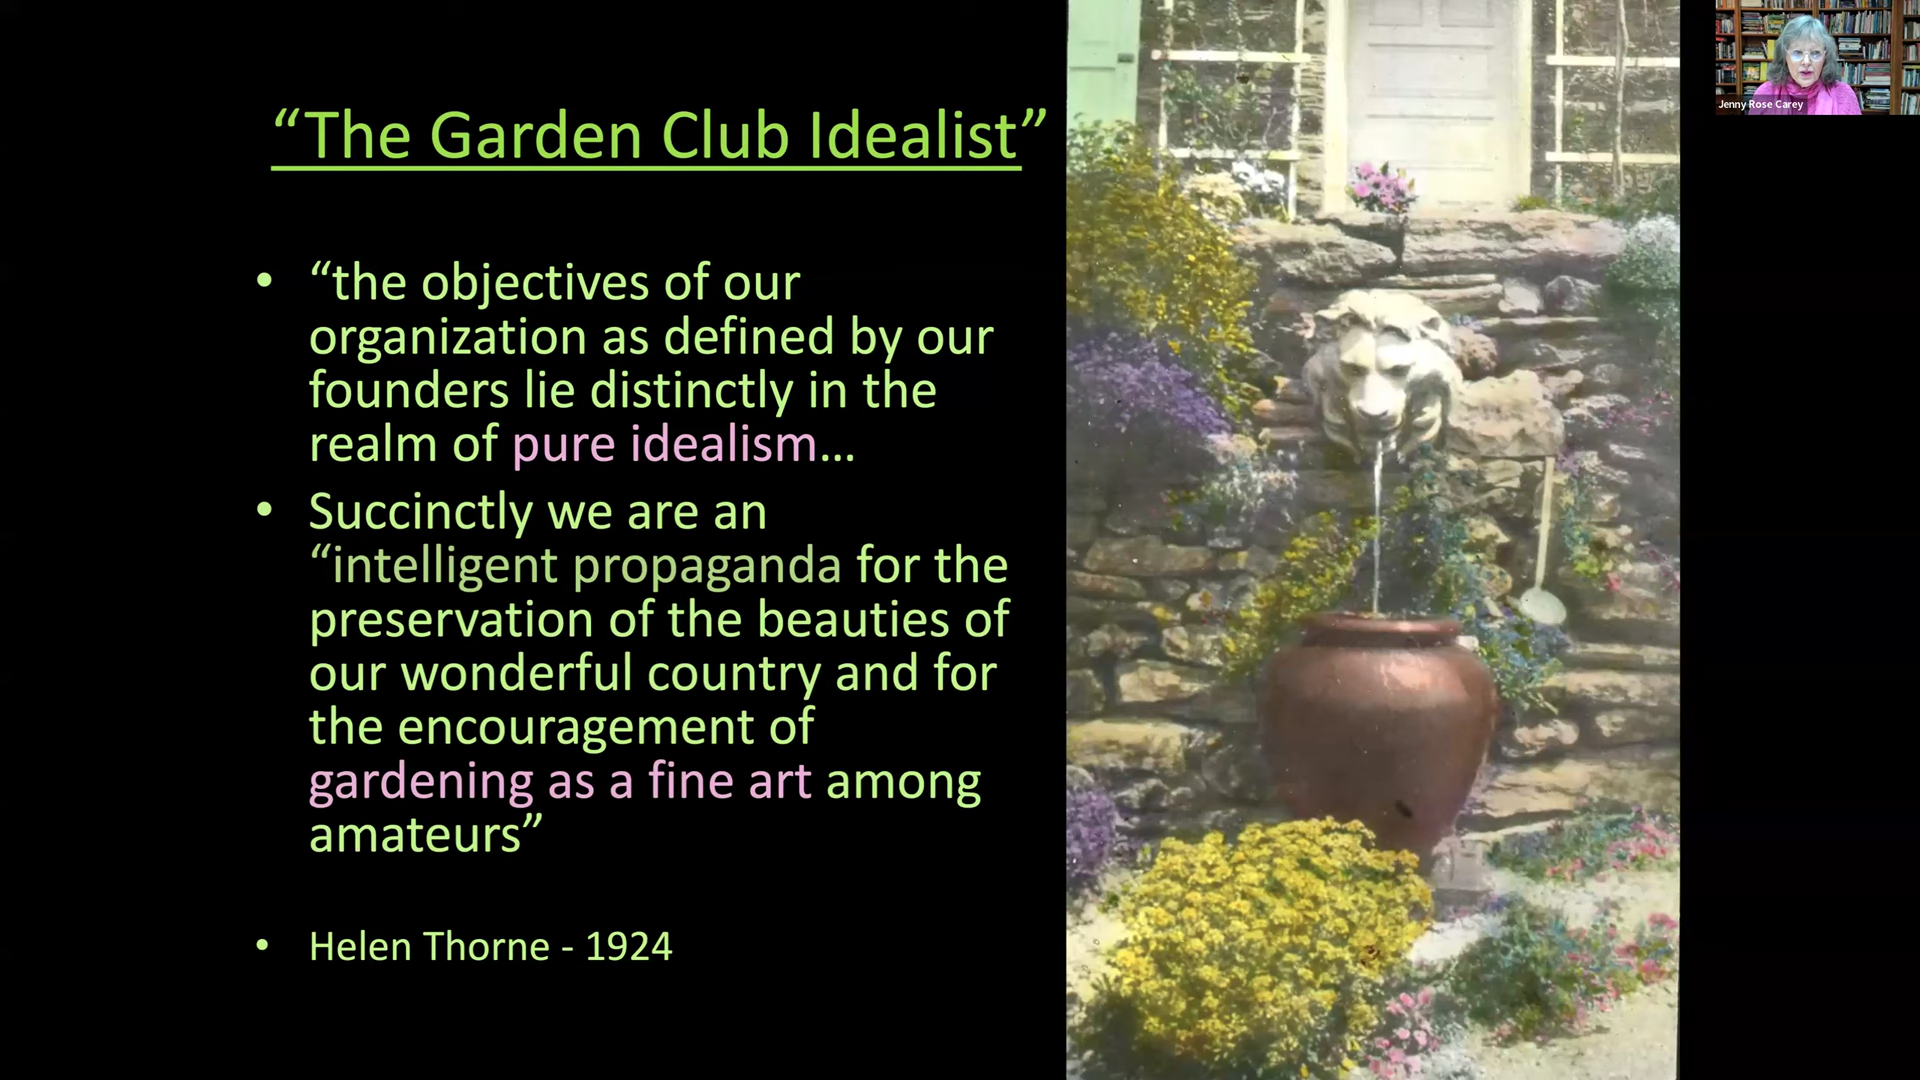 “The Garden Club Idealist”
• “the objectives of our
organization as defined by our
founders lie distinctly in the
realm of pure idealism…
• Succinctly we are an
“intelligent propaganda for the
preservation of the beauties of
our wonderful country and for
the encouragement of
gardening as a fine art among
amateurs”
• Helen Thorne - 1924
Jenny Rose Carey